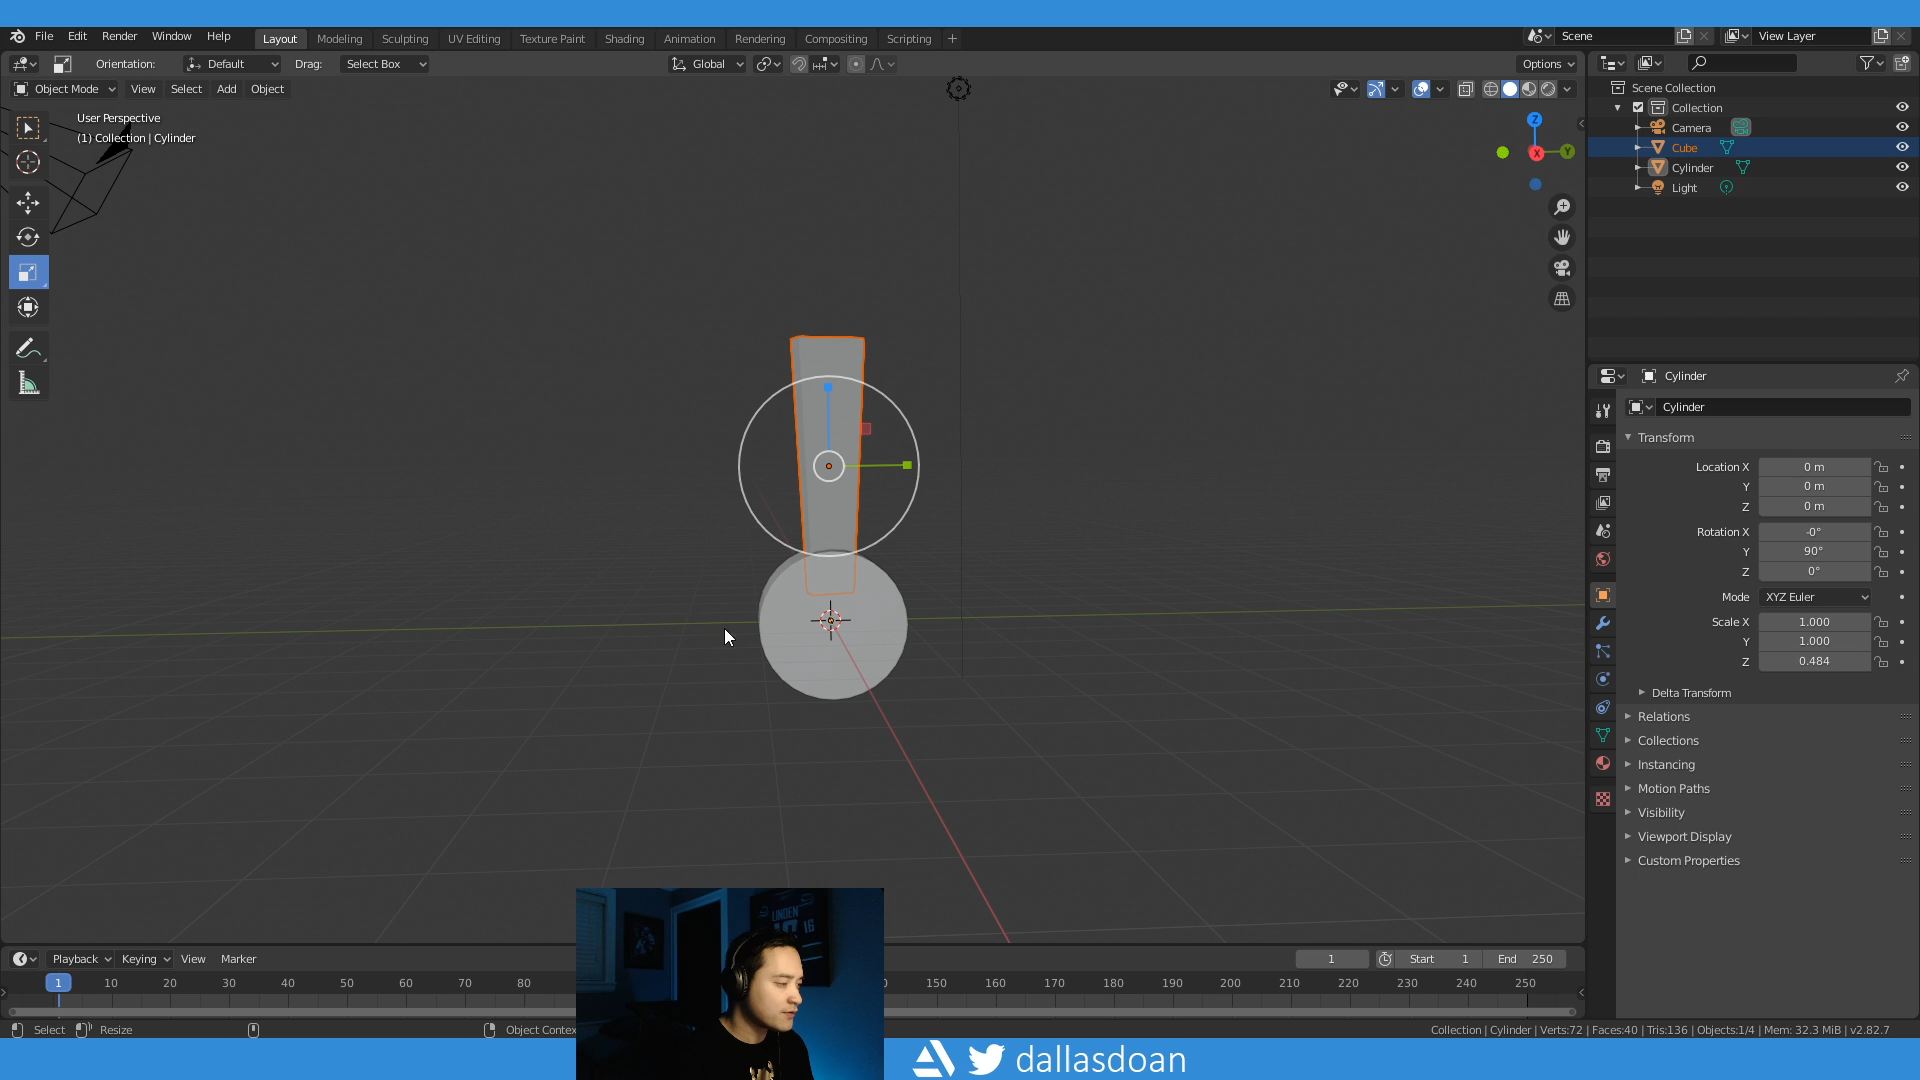 File Edit Render Window Help Layout Modeling Sculpting UV Editing Texture Paint Shading Animation Rendering Compositing Scripting + Scene View Layer
Orientation: Default Drag: Select Box Global Options
Object Mode View Select Add Object
User Perspective
(1) Collection | Cylinder
Z
X
Y
Scene Collection
Collection
Camera
Cube
Cylinder
Light
Cylinder
Cylinder
Transform
Location X 0 m
Y 0 m
Z 0 m
Rotation X -0°
Y 90°
Z 0°
Mode XYZ Euler
Scale X 1.000
Y 1.000
Z 0.484
Delta Transform
Relations
Collections
Instancing
Motion Paths
Visibility
Viewport Display
Custom Properties
LINDEN
16
Playback Keying View Marker 1 Start 1 End 250
1 10 20 30 40 50 60 70 80 150 160 170 180 190 200 210 220 230 240 250
Select Resize Object Contex
Collection | Cylinder | Verts:72 | Faces:40 | Tris:136 | Objects:1/4 | Mem: 32.3 MiB | v2.82.7
dallasdoan